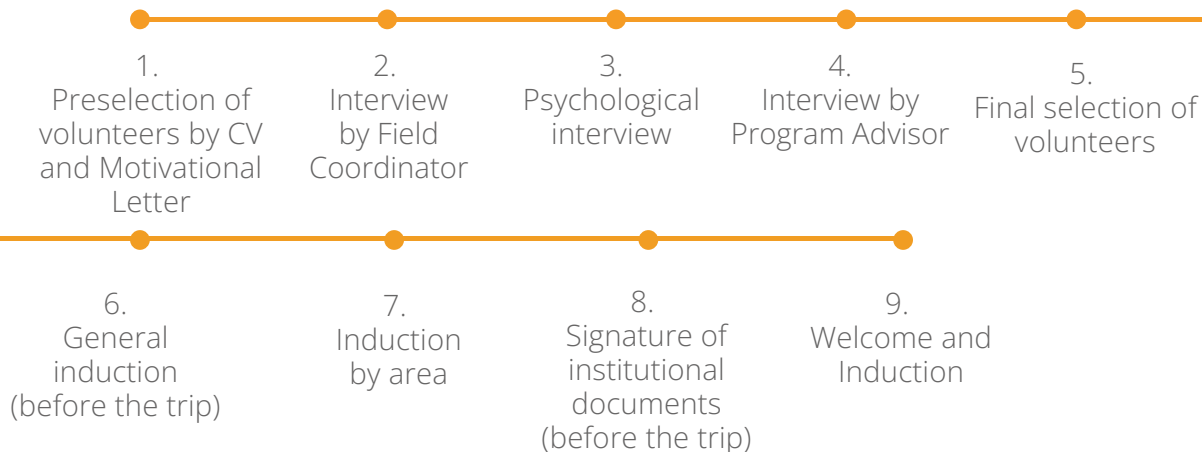 1.
Preselection of
volunteers by CV
and Motivational
Letter
2.
Interview
by Field
Coordinator
3.
Psychological
interview
4.
Interview by
Program Advisor
5.
Final selection of
volunteers
6.
General
induction
(before the trip)
7.
Induction
by area
8.
Signature of
institutional
documents
(before the trip)
9.
Welcome and
Induction